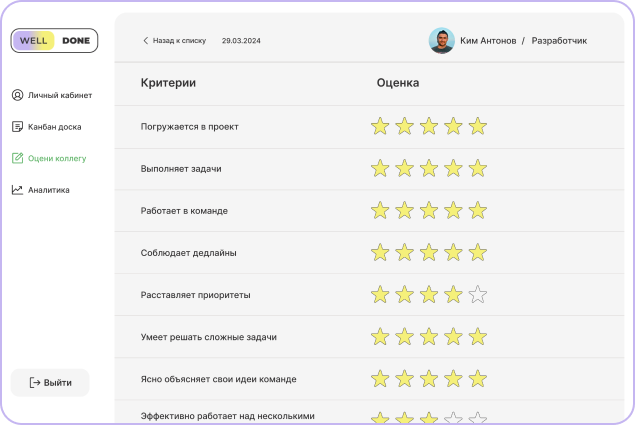 WELL DONE
Назад к списку
29.03.2024
Ким Антонов / Разработчик
Личный кабинет
Канбан доска
Оцени коллегу
Аналитика
Выйти
Критерии
Оценка
Погружается в проект
Выполняет задачи
Работает в команде
Соблюдает дедлайны
Расставляет приоритеты
Умеет решать сложные задачи
Ясно объясняет свои идеи команде
Эффективно работает над несколькими